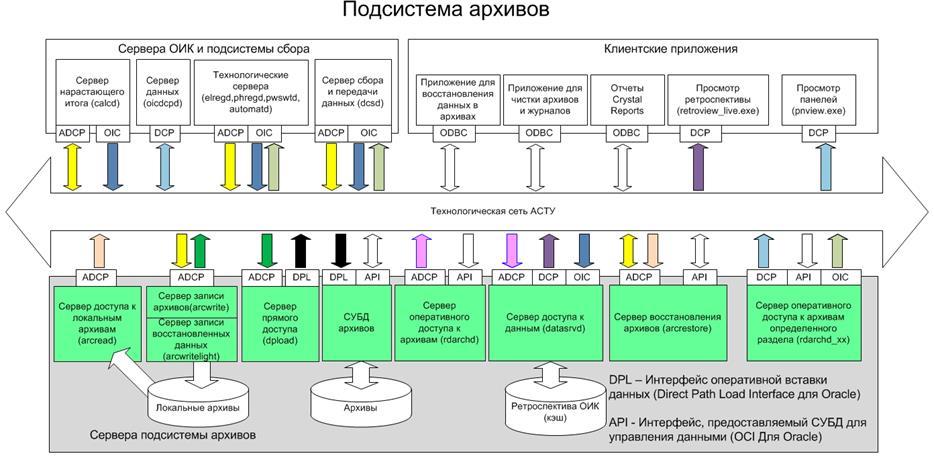 Подсистема архивов
Сервера ОИК и подсистемы сбора
Клиентские приложения
Сервер
нарастающего
итога (calcd)
Сервер
данных
(oicdcpd)
Технологические
сервера
(elregd,phregd,pwswtd,
automatd)
Сервер сбора
и передачи
данных (dcsd)
Приложение для
восстановления
данных в
архивах
Приложение для
чистки архивов
и журналов
Отчеты
Crystal
Reports
Просмотр
ретроспективы
(retroview_live.exe)
Просмотр
панелей
(pnview.exe)
ADCP
OIC
DCP
ADCP
OIC
ADCP
OIC
ODBC
ODBC
ODBC
DCP
DCP
Технологическая сеть АСТУ
ADCP
ADCP
ADCP
DPL
DPL
API
ADCP
API
ADCP
DCP
OIC
ADCP
API
DCP
API
OIC
Сервер доступа к
локальным
архивам
(arcread)
Сервер записи
архивов(arcwrite)
Сервер записи
восстановленных
данных
(arcwritelight)
Сервер
прямого
доступа
(dpload)
СУБД
архивов
Сервер
оперативного
доступа к
архивам (rdarchd)
Сервер доступа к
данным (datasrvd)
Сервер восстановления
архивов (arcrestore)
Сервер оперативного
доступа к архивам
определенного
раздела (rdarchd_xx)
Локальные архивы
Архивы
Ретроспектива ОИК
(кэш)
DPL – Интерфейс оперативной вставки
данных (Direct Path Load Interface для Oracle)
API - Интерфейс, предоставляемый СУБД для
управления данными (OCI Для Oracle)
Сервера подсистемы архивов